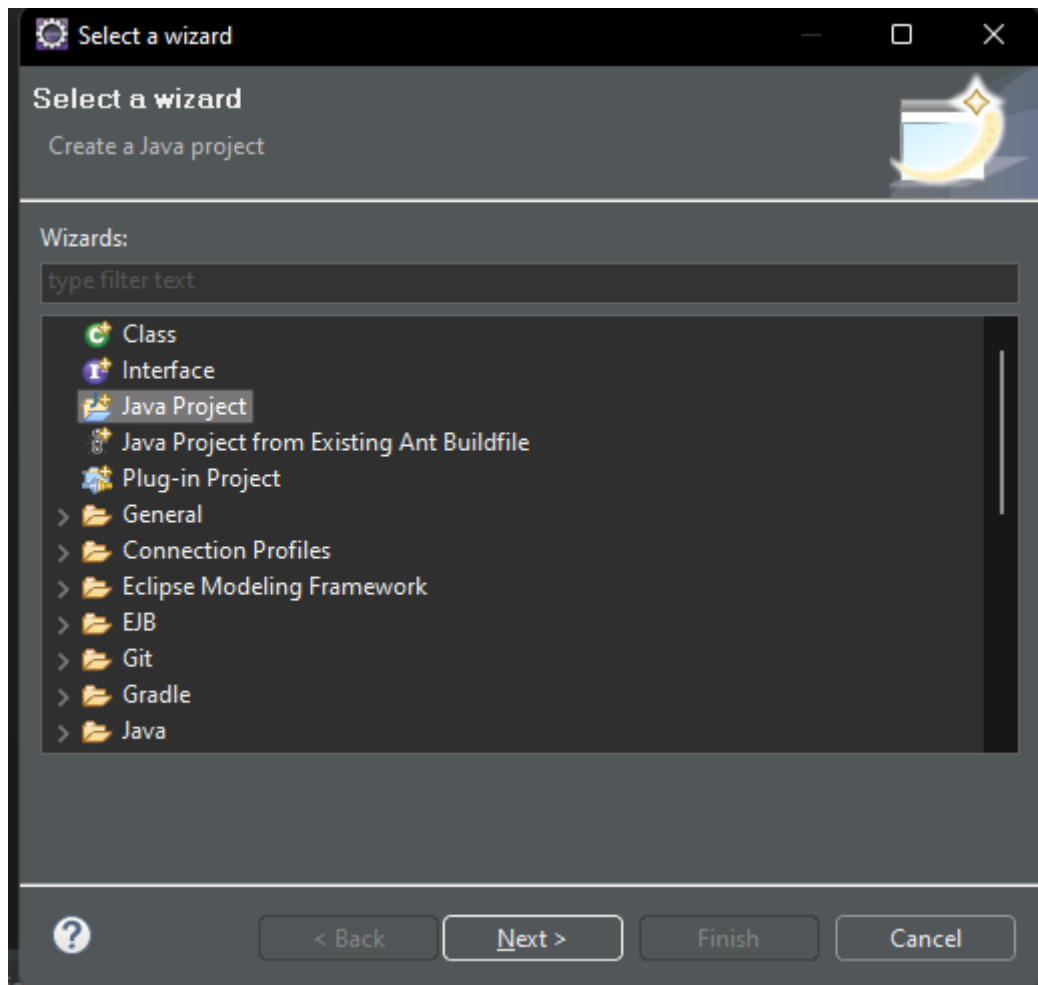 Select a wizard
Select a wizard
Create a Java project
Wizards:
type filter text
Class
Interface
Java Project
Java Project from Existing Ant Buildfile
Plug-in Project
General
Connection Profiles
Eclipse Modeling Framework
EJB
Git
Gradle
Java
? < Back Next > Finish Cancel